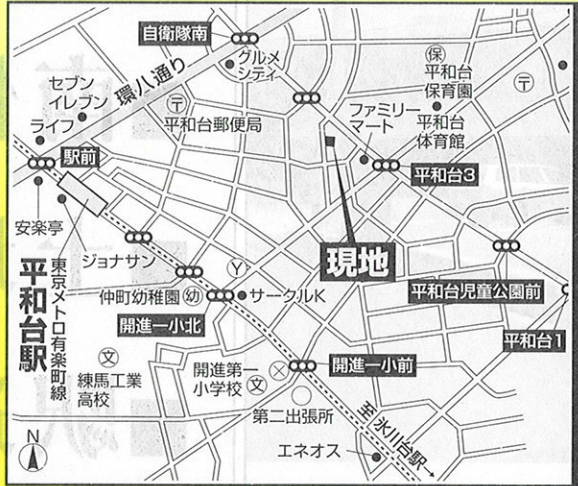 自衛隊南
グルメ
シティ
環八通り
セブン
イレブン
ライフ
〒
平和台郵便局
保
平和台
保育園
〒
ファミリー
マート
平和台
体育館
駅前
平和台3
安楽亭
現地
ジョナサン
Y
仲町幼稚園
幼
サークルK
平和台児童公園前
平和台駅
東京メトロ有楽町線
開進一小北
平和台1
文
練馬工業
高校
開進第一
小学校
文
開進一小前
第二出張所
至氷川台駅→
エネオス
N